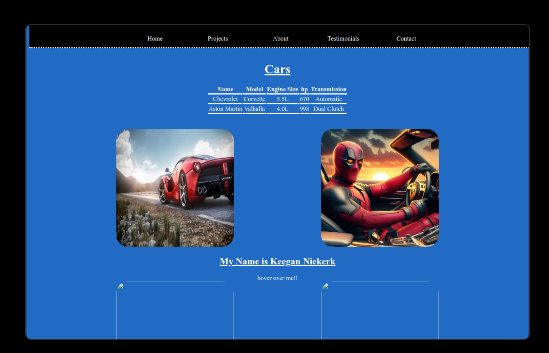 Home Projects About Testimonials Contact
Cars
Name Model Engine Size hp Transmission
Chevrolet Corvette 5.5L 670 Automatic
Aston Martin Valhalla 4.0L 998 Dual Clutch
My Name is Keegan Nickerk
hover over me!!